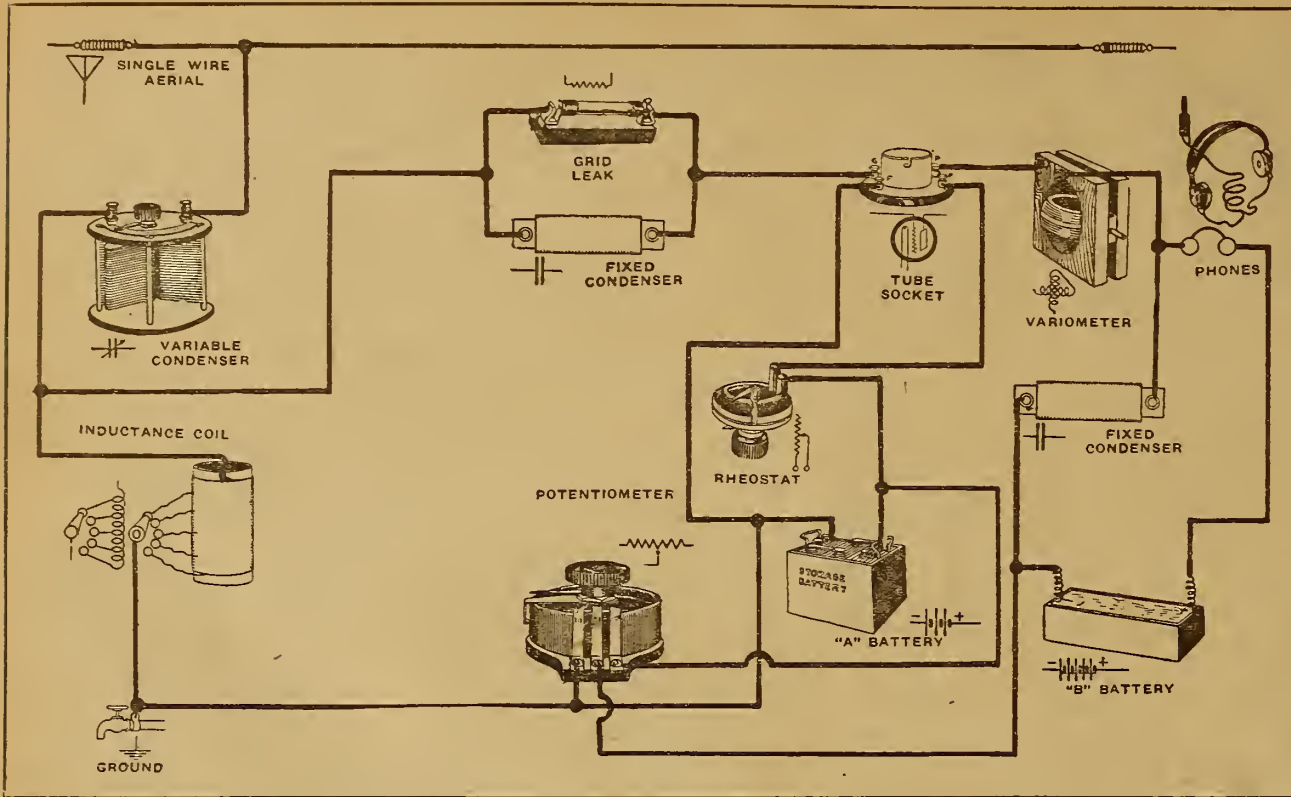 SINGLE WIRE
AERIAL
GRID
LEAK
FIXED
CONDENSER
TUBE
SOCKET
VARIOMETER
PHONES
VARIABLE
CONDENSER
INDUCTANCE COIL
RHEOSTAT
FIXED
CONDENSER
POTENTIOMETER
STORAGE
BATTERY
- +
"A" BATTERY
- +
"B" BATTERY
GROUND